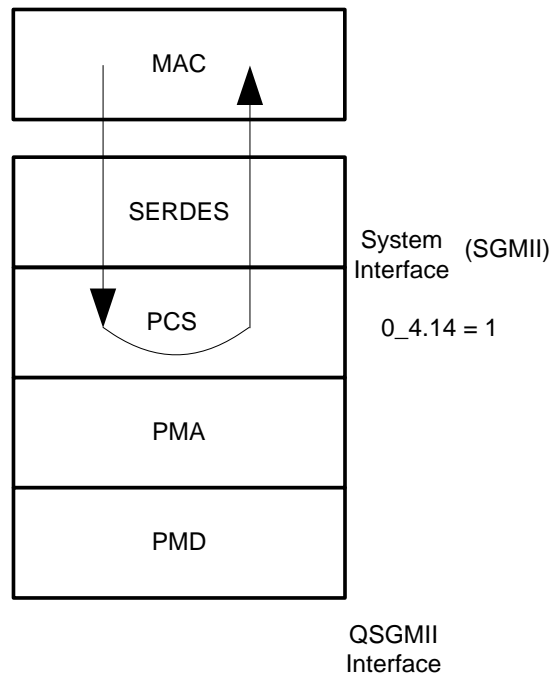 MAC
SERDES
System
Interface
(SGMII)
PCS
0_4.14 = 1
PMA
PMD
QSGMII
Interface